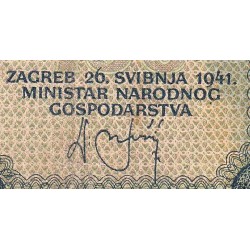 ZAGREB 26. SVIBNJA 1941.
MINISTAR NARODNOG
GOSPODARSTVA